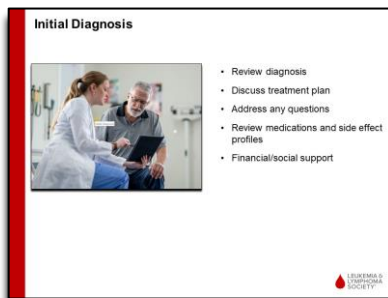 Initial Diagnosis
• Review diagnosis
• Discuss treatment plan
• Address any questions
• Review medications and side effect
profiles
• Financial/social support
LEUKEMIA &
LYMPHOMA
SOCIETY